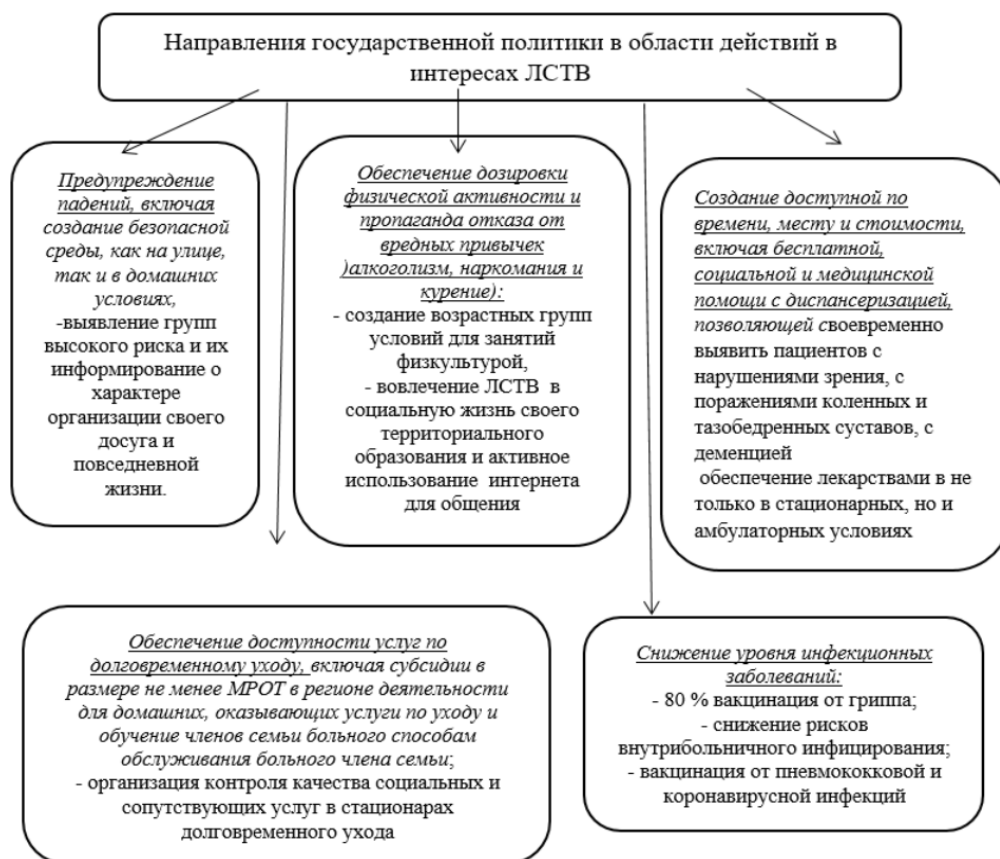 Направления государственной политики в области действий в
интересах ЛСТВ
Предупреждение
падений, включая
создание безопасной
среды, как на улице,
так и в домашних
условиях,
-выявление групп
высокого риска и их
информирование о
характере
организации своего
досуга и
повседневной
жизни.
Обеспечение дозировки
физической активности и
пропаганда отказа от
вредных привычек
)алкоголизм, наркомания и
курение):
- создание возрастных групп
условий для занятий
физкультурой,
- вовлечение ЛСТВ в
социальную жизнь своего
территориального
образования и активное
использование интернета
для общения
Создание доступной по
времени, месту и стоимости,
включая бесплатной,
социальной и медицинской
помощи с диспансеризацией,
позволяющей своевременно
выявить пациентов с
нарушениями зрения, с
поражениями коленных и
тазобедренных суставов, с
деменцией
обеспечение лекарствами в не
только в стационарных, но и
амбулаторных условиях
Обеспечение доступности услуг по
долговременному уходу, включая субсидии в
размере не менее МРОТ в регионе деятельности
для домашних, оказывающих услуги по уходу и
обучение членов семьи больного способам
обслуживания больного члена семьи;
- организация контроля качества социальных и
сопутствующих услуг в стационарах
долговременного ухода
Снижение уровня инфекционных
заболеваний:
- 80 % вакцинация от гриппа;
- снижение рисков
внутрибольничного инфицирования;
- вакцинация от пневмококковой и
коронавирусной инфекций